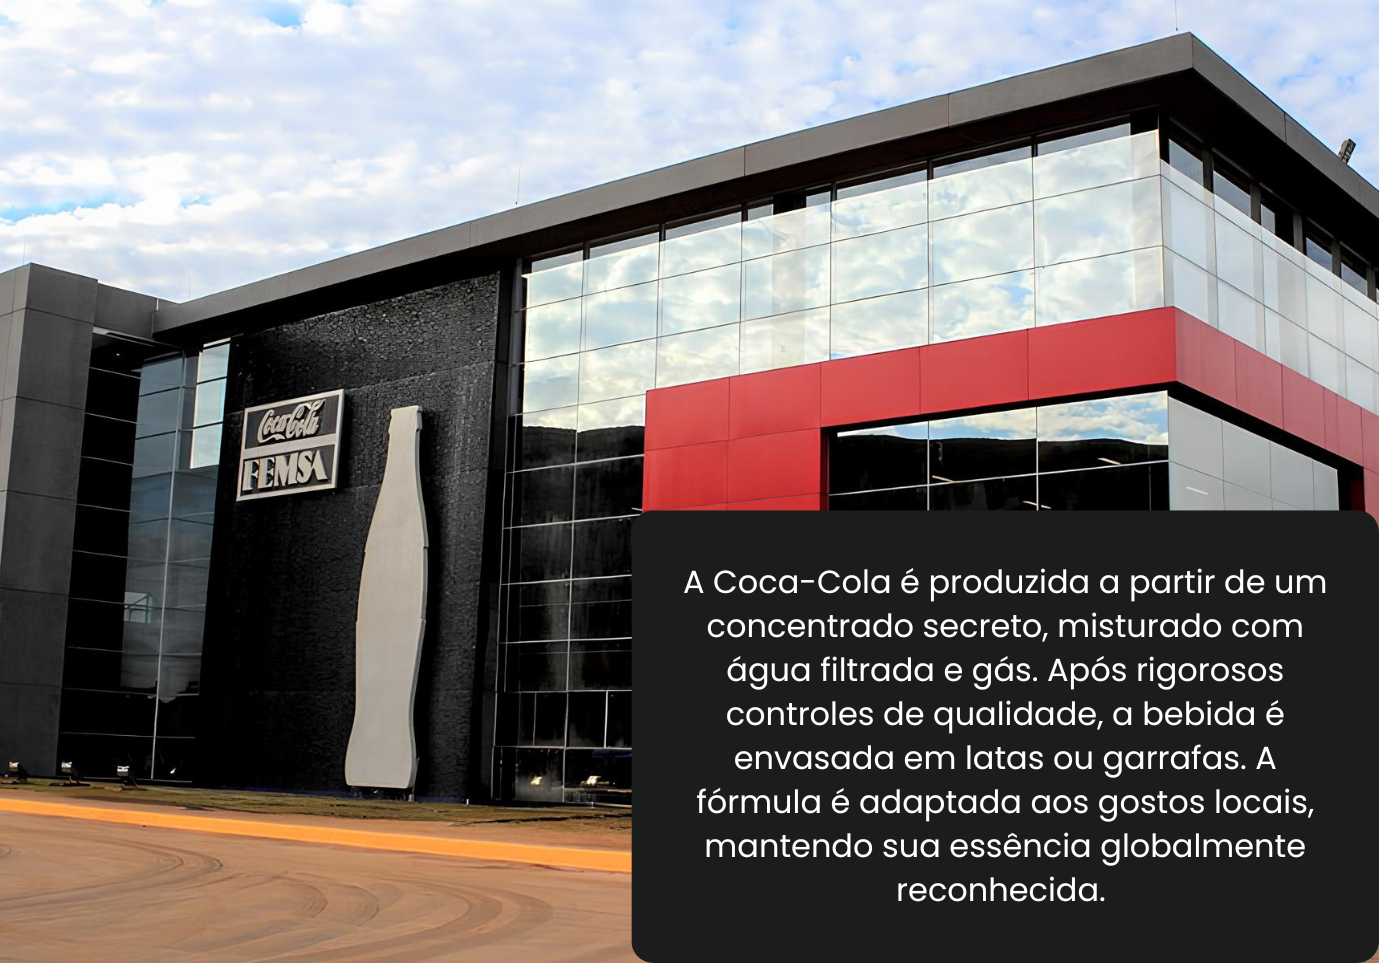 Coca-Cola
FEMSA
A Coca-Cola é produzida a partir de um
concentrado secreto, misturado com
água filtrada e gás. Após rigorosos
controles de qualidade, a bebida é
envasada em latas ou garrafas. A
fórmula é adaptada aos gostos locais,
mantendo sua essência globalmente
reconhecida.